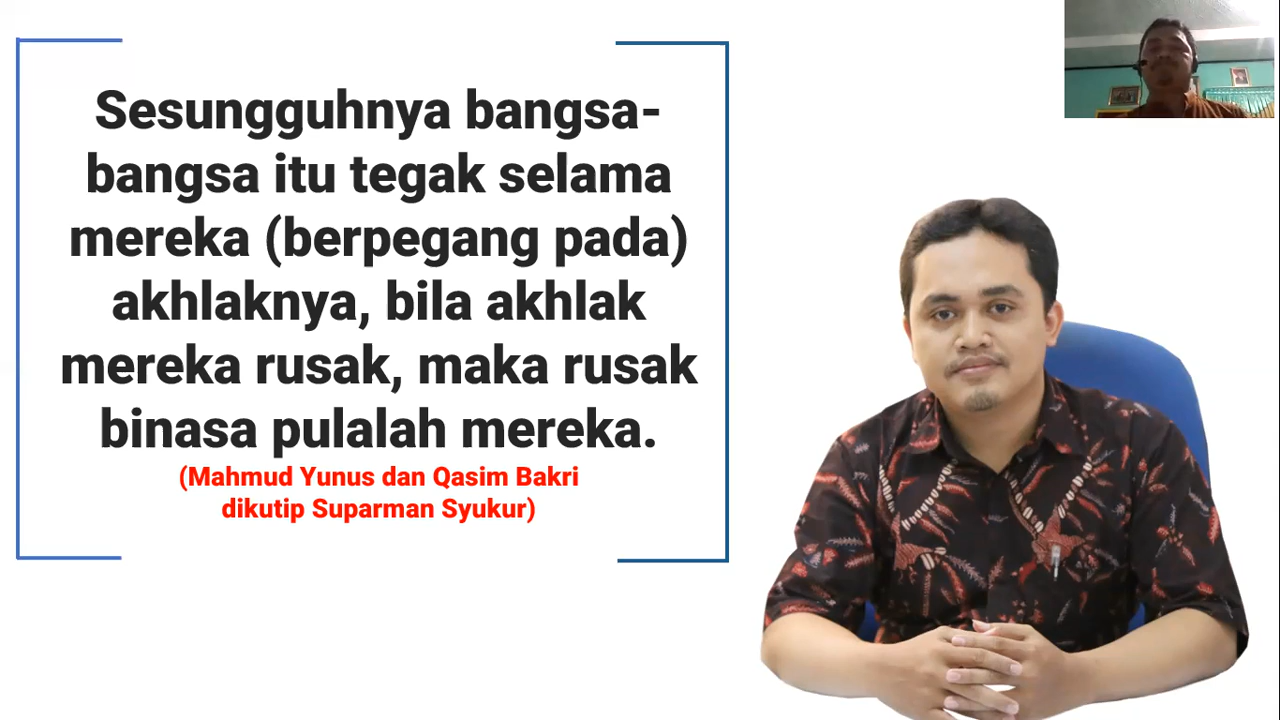 Sesungguhnya bangsa-
bangsa itu tegak selama
mereka (berpegang pada)
akhlaknya, bila akhlak
mereka rusak, maka rusak
binasa pulalah mereka.
(Mahmud Yunus dan Qasim Bakri
dikutip Suparman Syukur)